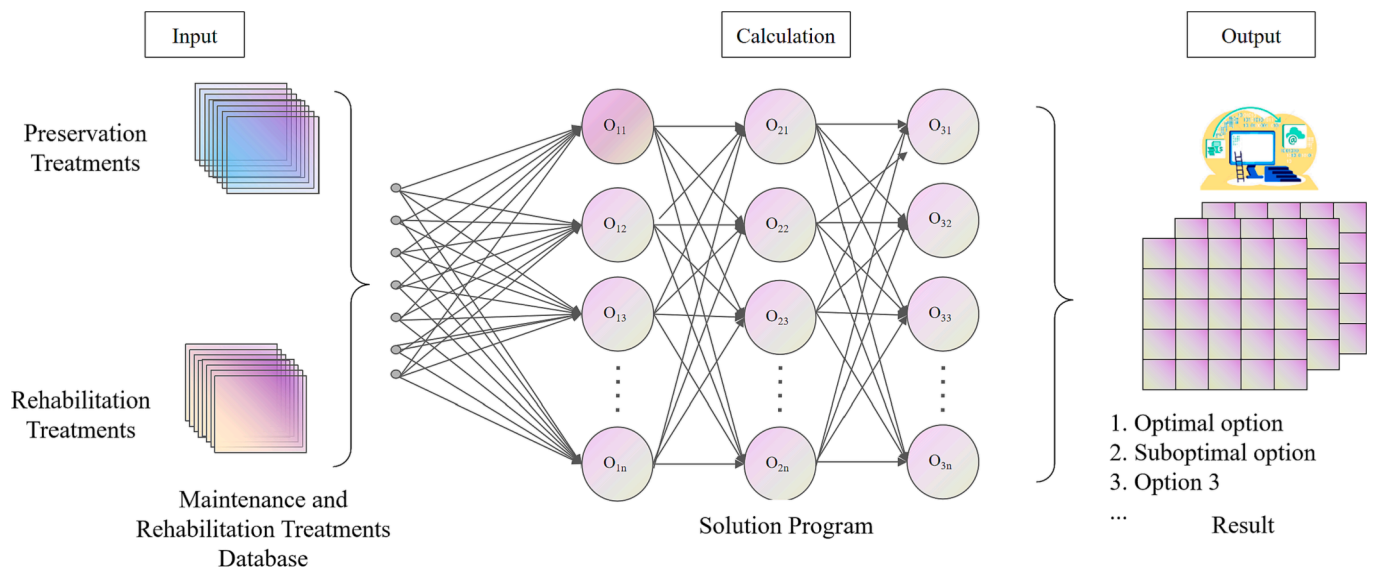 Input
Calculation
Output
Preservation
Treatments
Rehabilitation
Treatments
Maintenance and
Rehabilitation Treatments
Database
O11
O21
O31
O12
O22
O32
O13
O23
O33
O1n
O2n
O3n
Solution Program
1. Optimal option
2. Suboptimal option
3. Option 3
...
Result